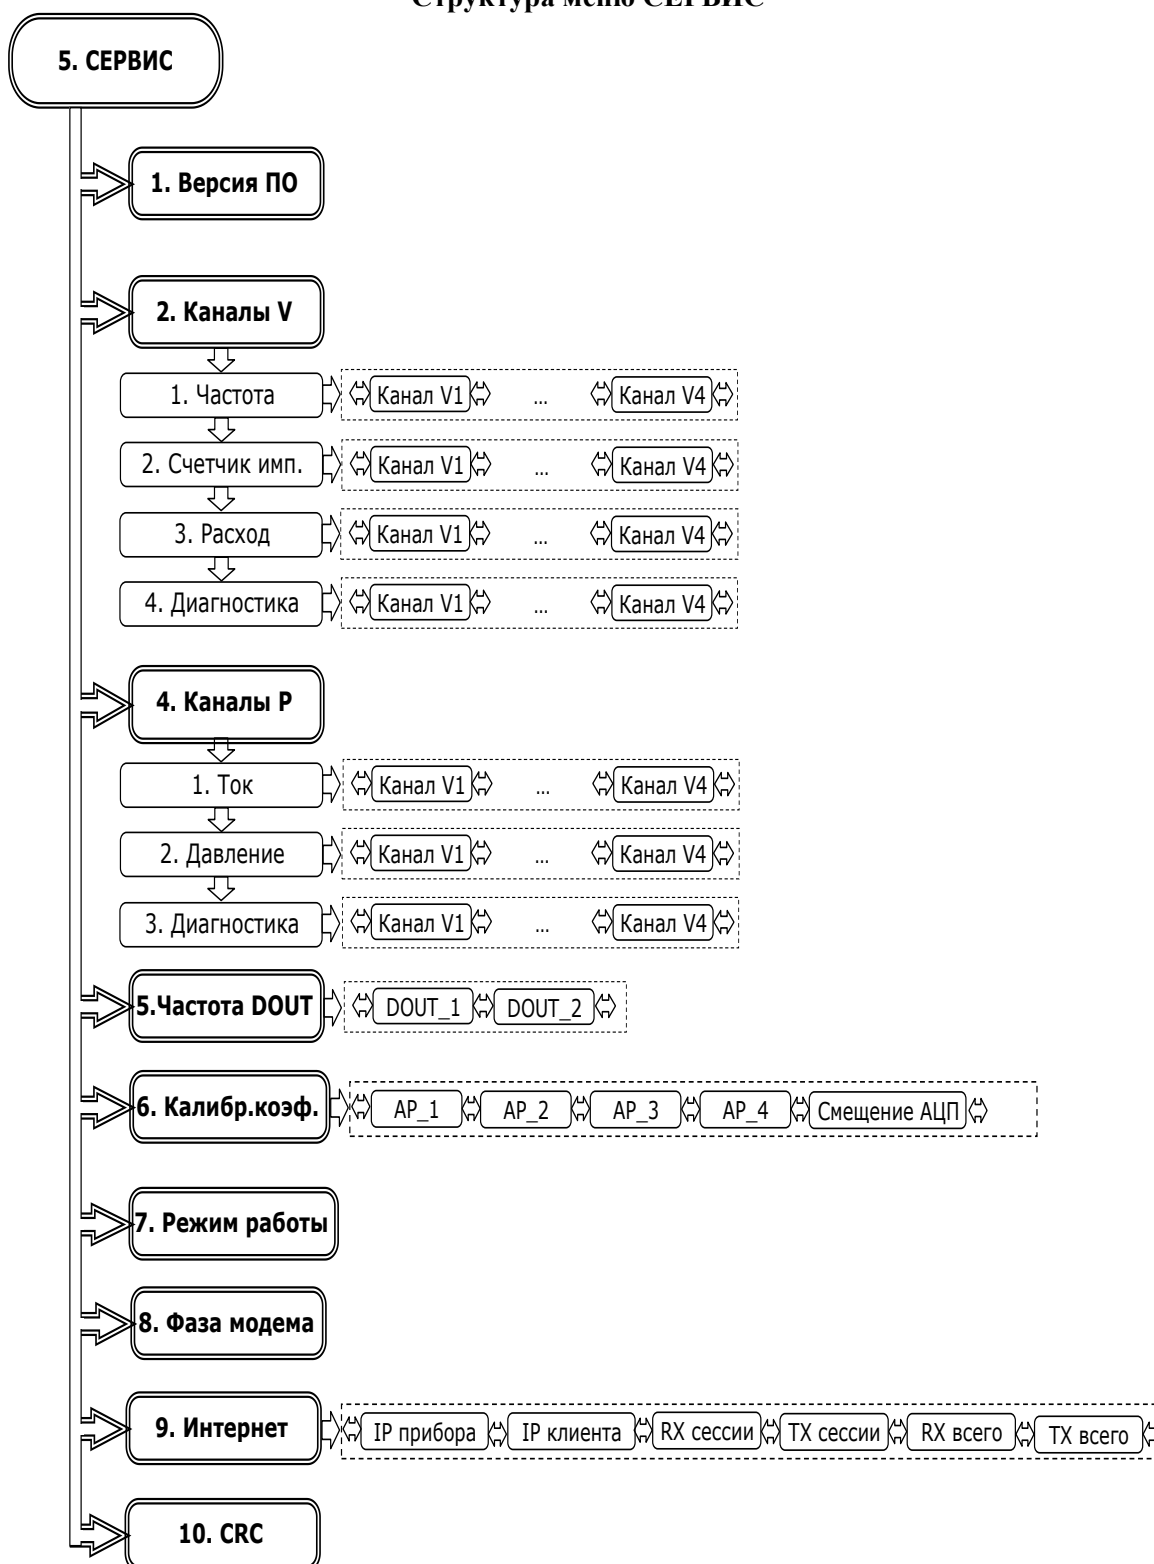 Структура меню СЕРВИС
5. СЕРВИС
1. Версия ПО
2. Каналы V
1. Частота Канал V1 ... Канал V4
2. Счетчик имп. Канал V1 ... Канал V4
3. Расход Канал V1 ... Канал V4
4. Диагностика Канал V1 ... Канал V4
4. Каналы P
1. Ток Канал V1 ... Канал V4
2. Давление Канал V1 ... Канал V4
3. Диагностика Канал V1 ... Канал V4
5.Частота DOUT DOUT_1 DOUT_2
6. Калибр.коэф. AP_1 AP_2 AP_3 AP_4 Смещение АЦП
7. Режим работы
8. Фаза модема
9. Интернет IP прибора IP клиента RX сессии TX сессии RX всего TX всего
10. CRC